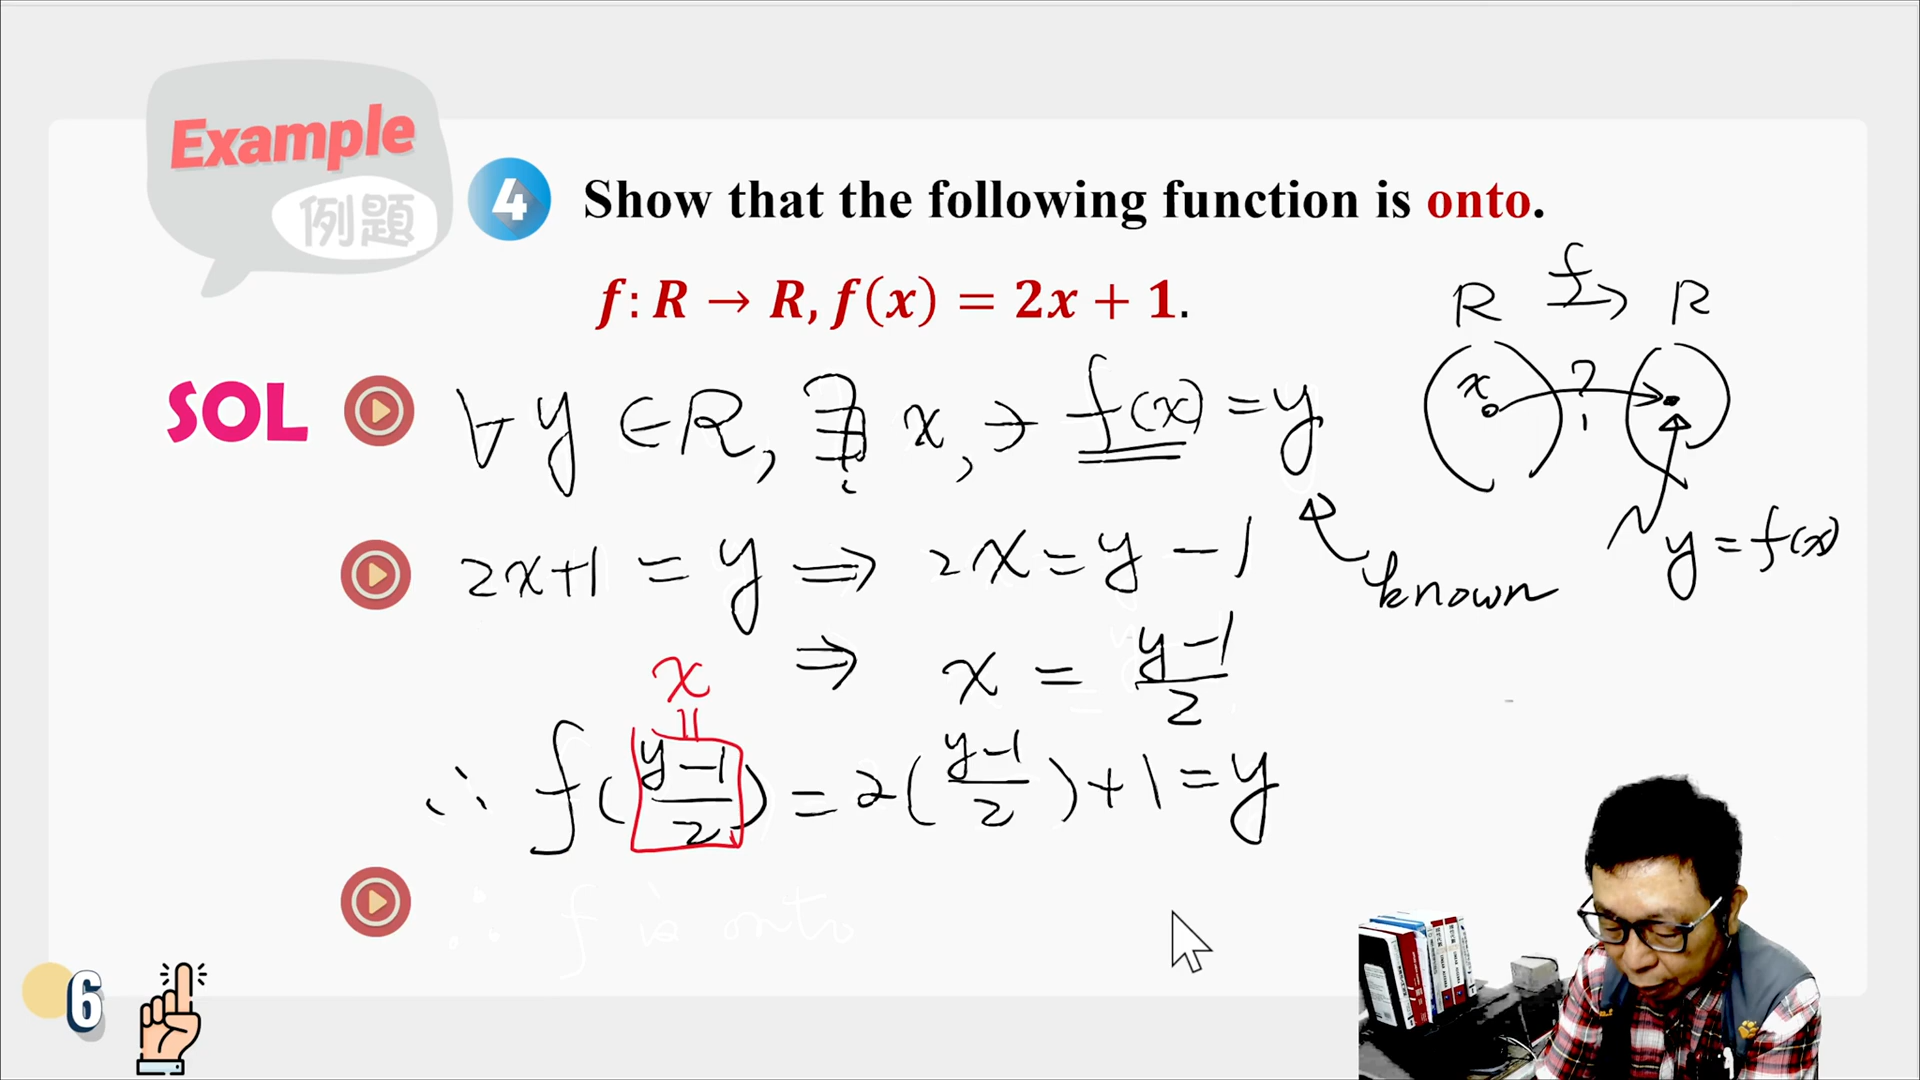 Example
例題
4 Show that the following function is onto.
f: R → R, f(x) = 2x + 1.
R f→ R
SOL
∀ y ∈ R, ∃ x, ∋ f(x) = y
x ?
2x+1 = y ⇒ 2x = y − 1
known
y = f(x)
⇒ x = (y−1)/2
x
||
∴ f((y−1)/2) = 2((y−1)/2) + 1 = y
∴ f is onto
6